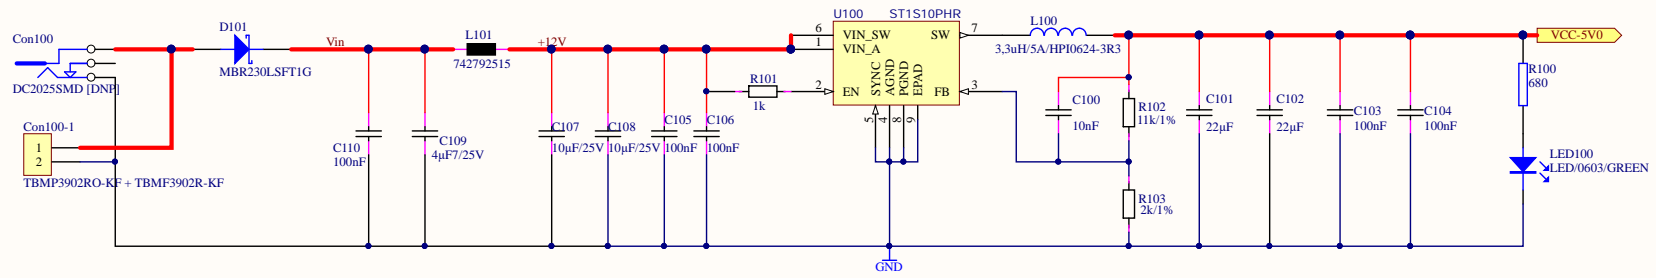 Con100
DC2025SMD [DNP]
Con100-1
1
2
TBMP3902RO-KF + TBMF3902R-KF
D101
MBR230LSFT1G
Vin
C110
100nF
C109
4µF7/25V
L101
742792515
+12V
C107
10µF/25V
C108
10µF/25V
C105
100nF
C106
100nF
R101
1k
U100
ST1S10PHR
6
VIN_SW
1
VIN_A
2
EN
SW
7
FB
3
SYNC
AGND
PGND
EPAD
5
4
8
9
GND
L100
3,3uH/5A/HPI0624-3R3
C100
10nF
R102
11k/1%
R103
2k/1%
C101
22µF
C102
22µF
C103
100nF
C104
100nF
VCC-5V0
R100
680
LED100
LED/0603/GREEN